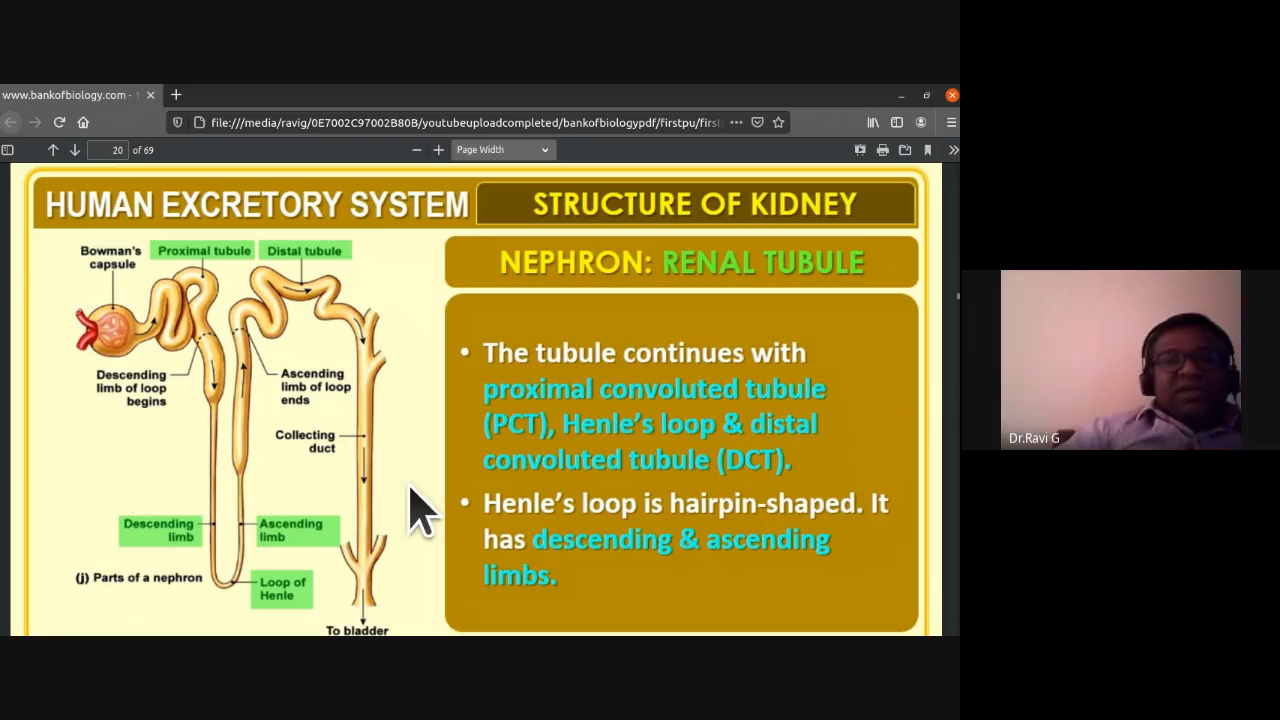 www.bankofbiology.com -
file:///media/ravig/0E7002C97002B80B/youtubeuploadcompleted/bankofbiologypdf/firstpu/first
20 of 69
Page Width
HUMAN EXCRETORY SYSTEM
STRUCTURE OF KIDNEY
Bowman's
capsule
Proximal tubule
Distal tubule
Descending
limb of loop
begins
Ascending
limb of loop
ends
Collecting
duct
Descending
limb
Ascending
limb
(j) Parts of a nephron
Loop of
Henle
To bladder
NEPHRON: RENAL TUBULE
• The tubule continues with
proximal convoluted tubule
(PCT), Henle’s loop & distal
convoluted tubule (DCT).
• Henle’s loop is hairpin-shaped. It
has descending & ascending
limbs.
Dr.Ravi G